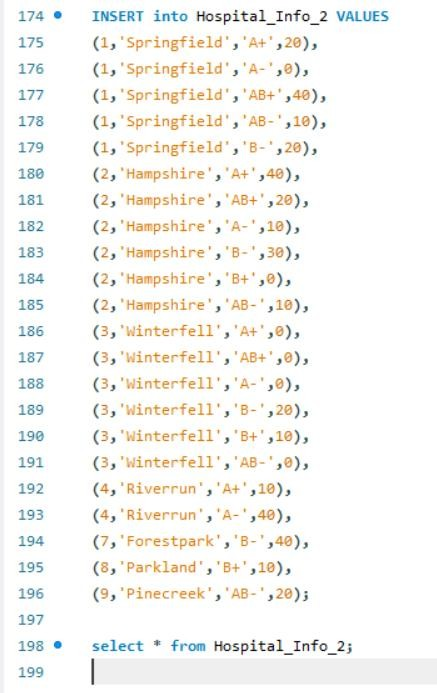 174 INSERT into Hospital_Info_2 VALUES
175 (1,'Springfield','A+',20),
176 (1,'Springfield','A-',0),
177 (1,'Springfield','AB+',40),
178 (1,'Springfield','AB-',10),
179 (1,'Springfield','B-',20),
180 (2,'Hampshire','A+',40),
181 (2,'Hampshire','AB+',20),
182 (2,'Hampshire','A-',10),
183 (2,'Hampshire','B-',30),
184 (2,'Hampshire','B+',0),
185 (2,'Hampshire','AB-',10),
186 (3,'Winterfell','A+',0),
187 (3,'Winterfell','AB+',0),
188 (3,'Winterfell','A-',0),
189 (3,'Winterfell','B-',20),
190 (3,'Winterfell','B+',10),
191 (3,'Winterfell','AB-',0),
192 (4,'Riverrun','A+',10),
193 (4,'Riverrun','A-',40),
194 (7,'Forestpark','B-',40),
195 (8,'Parkland','B+',10),
196 (9,'Pinecreek','AB-',20);
197
198 select * from Hospital_Info_2;
199